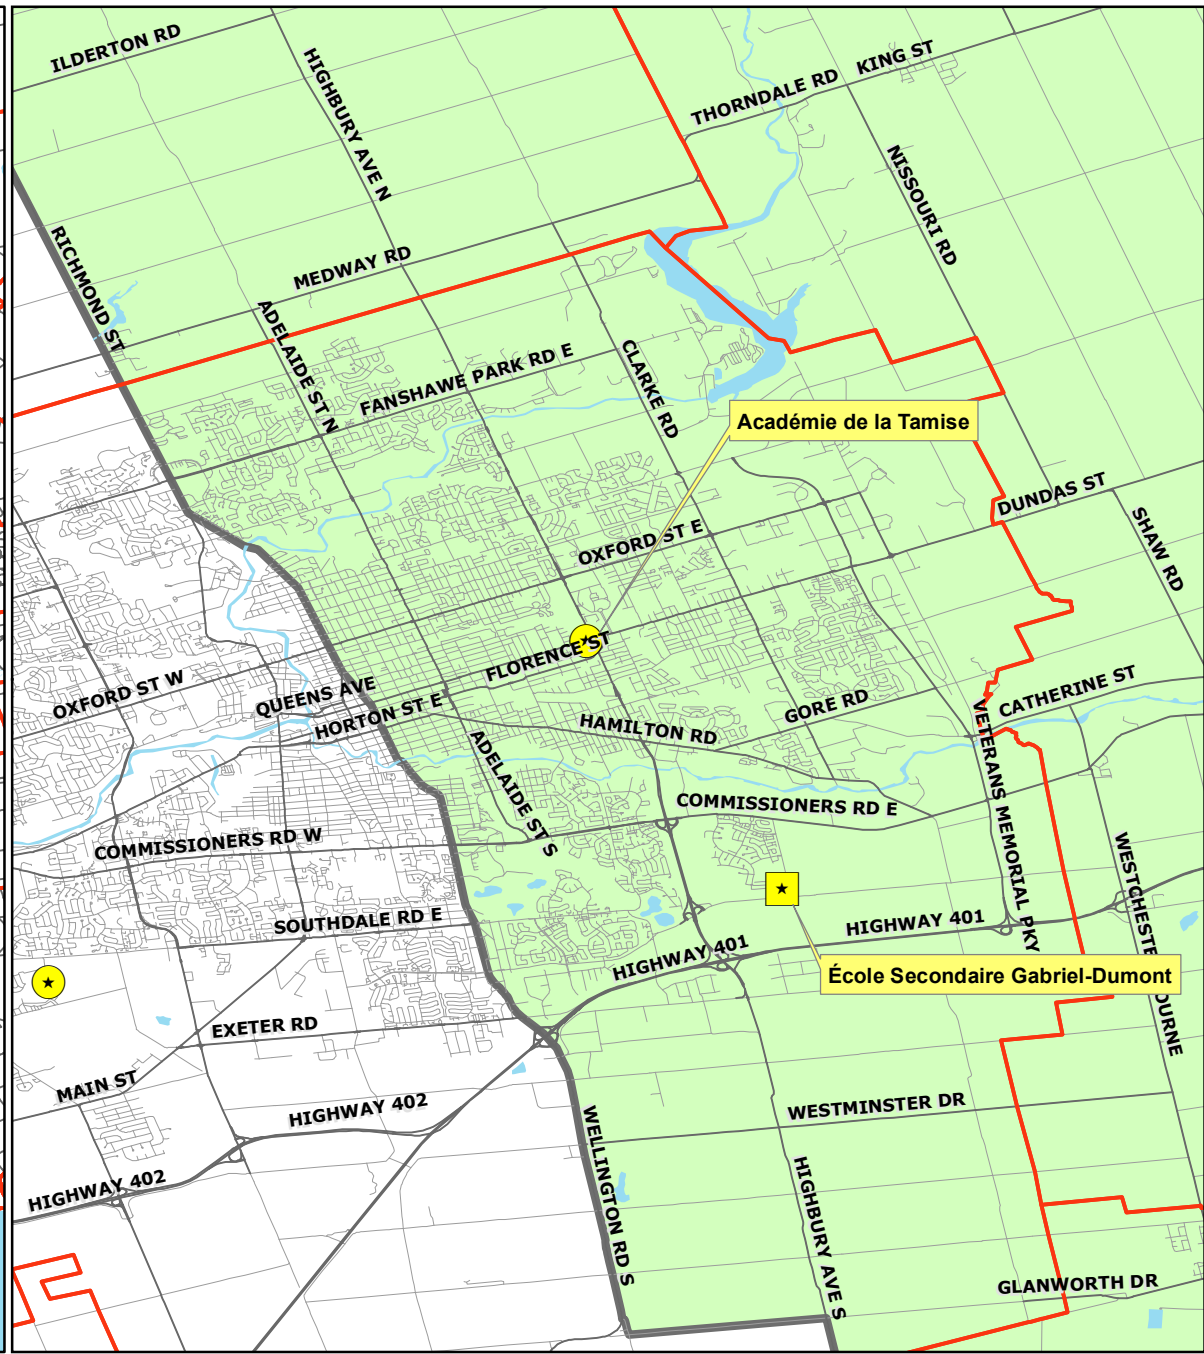 ILDERTON RD
HIGHBURY AVE N
KING ST
THORNDALE RD
NISSOURI RD
RICHMOND ST
MEDWAY RD
ADELAIDE ST N
FANSHAWE PARK RD E
CLARKE RD
Académie de la Tamise
DUNDAS ST
SHAW RD
OXFORD ST E
FLORENCE ST
OXFORD ST W
QUEENS AVE
HORTON ST E
HAMILTON RD
GORE RD
CATHERINE ST
VETERANS MEMORIAL PKY
ADELAIDE ST S
COMMISSIONERS RD E
COMMISSIONERS RD W
WESTCHESTE
OURNE
SOUTHDALE RD E
HIGHWAY 401
HIGHWAY 401
École Secondaire Gabriel-Dumont
EXETER RD
MAIN ST
HIGHWAY 402
WESTMINSTER DR
WELLINGTON RD S
HIGHBURY AVE S
HIGHWAY 402
GLANWORTH DR